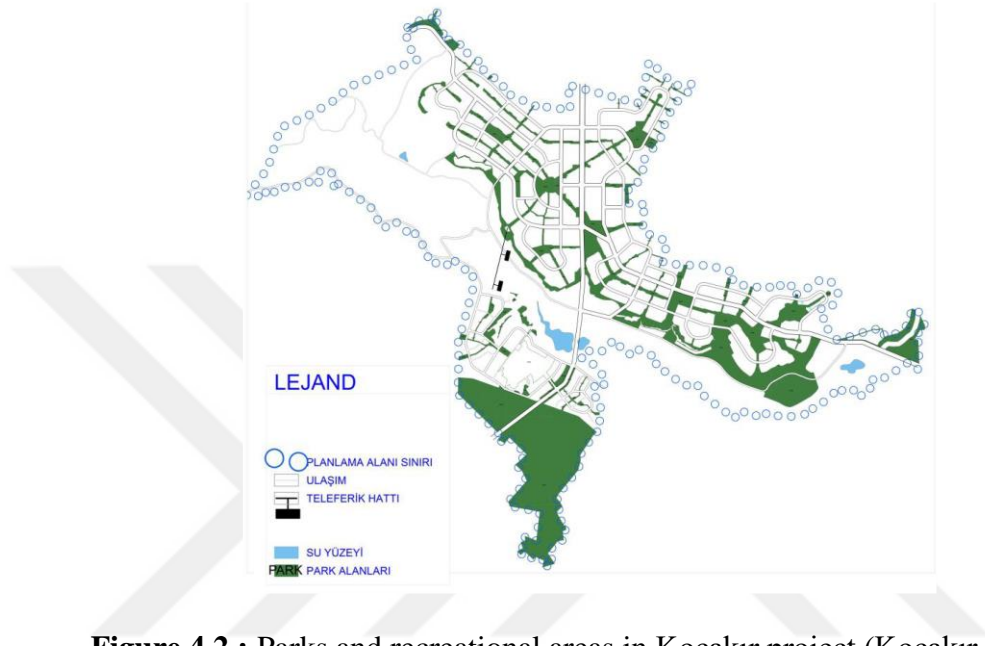 LEJAND
PLANLAMA ALANI SINIRI
ULAŞIM
TELEFERİK HATTI
SU YÜZEYİ
PARK PARK ALANLARI
Figure 4.2 : Parks and recreational areas in Kocakır project (Kocakır